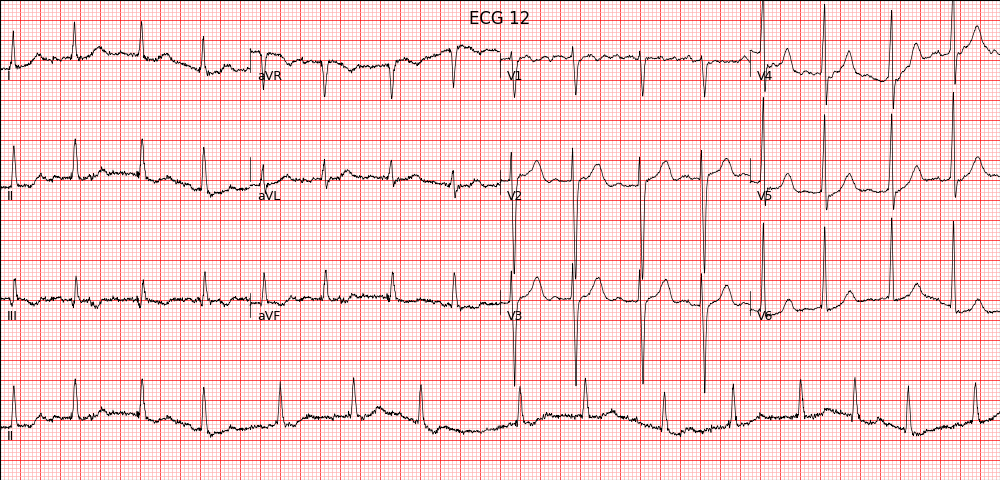 ECG 12
I aVR V1 V4
II aVL V2 V5
III aVF V3 V6
II